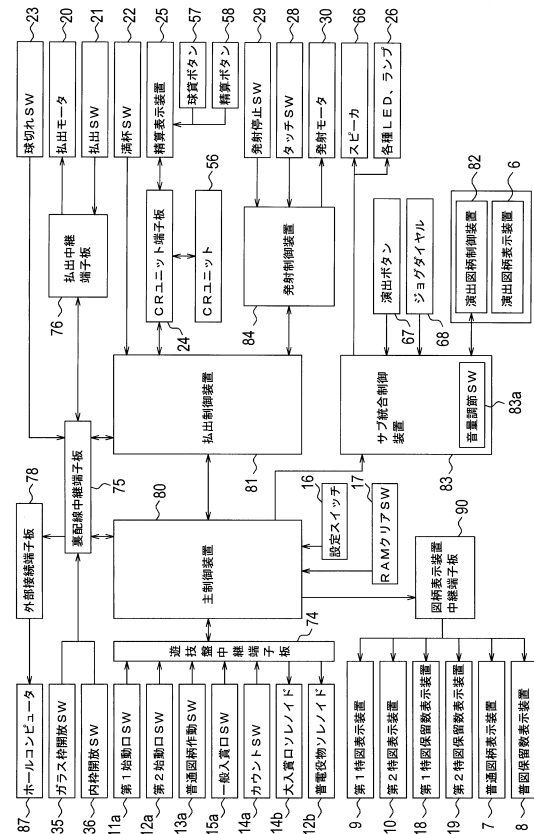 87
ホールコンピュータ
35
ガラス枠開放SW
36
内枠開放SW
11a
第1始動口SW
12a
第2始動口SW
13a
普通図柄作動SW
15a
一般入賞口SW
14a
カウントSW
14b
大入賞口ソレノイド
12b
普電役物ソレノイド
9
第1特図表示装置
10
第2特図表示装置
18
第1特図保留数表示装置
19
第2特図保留数表示装置
7
普通図柄表示装置
8
普図保留数表示装置
外部接続端子板
78
裏配線中継端子板
75
遊技盤中継端子板
74
主制御装置
80
設定スイッチ
16
RAMクリアSW
17
図柄表示装置
中継端子板
90
払出制御装置
81
サブ統合制御
装置
音量調節SW
83
83a
払出中継
端子板
76
CRユニット端子板
24
CRユニット
56
発射制御装置
84
演出ボタン
67
ジョグダイヤル
68
演出図柄制御装置
82
演出図柄表示装置
6
球切れSW
23
払出モータ
20
払出SW
21
満杯SW
22
精算表示装置
25
球貸ボタン
57
精算ボタン
58
発射停止SW
29
タッチSW
28
発射モータ
30
スピーカ
66
各種LED、ランプ
26